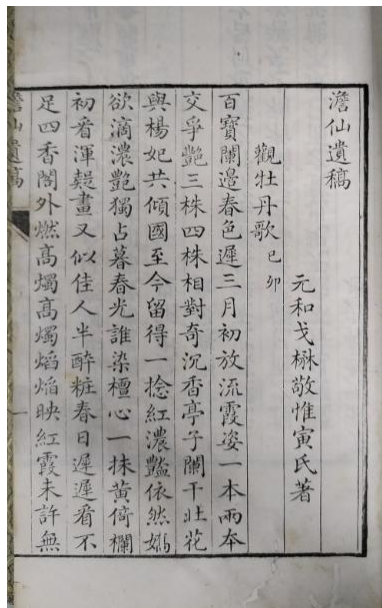 澹仙遺稿
元和戈楙敬惟寅氏著
觀牡丹歌 己卯
百寶闌邉春色遲三月初放流霞姿一本兩本
交爭艷三株四株相對奇沉香亭子闌干壯花
與楊妃共傾國至今留得一捻紅濃豔依然嫣
欲滴濃艷獨占暮春光誰染檀心一抹黃倚欄
初看渾疑畫又似佳人半醉粧春日遲遲看不
足四香閣外燃高燭高燭熖熖映紅霞未許無
澹仙遺稿
一